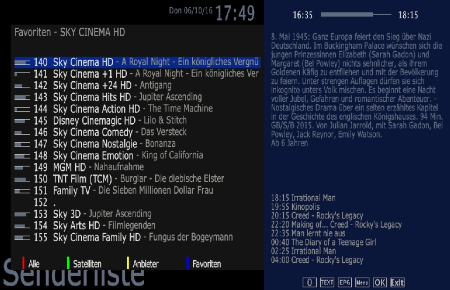 Don 06/10/16 17:49
Favoriten - SKY CINEMA HD
140 Sky Cinema HD - A Royal Night - Ein königliches Vergnü
141 Sky Cinema +1 HD - A Royal Night - Ein königliches Ver
142 Sky Cinema +24 HD - Antigang
143 Sky Cinema Hits HD - Jupiter Ascending
144 Sky Cinema Action HD - The Time Machine
145 Disney Cinemagic HD - Lilo & Stitch
146 Sky Cinema Comedy - Das Versteck
147 Sky Cinema Nostalgie - Bonanza
148 Sky Cinema Emotion - King of California
149 MGM HD - Nahaufnahme
150 TNT Film (TCM) - Burglar - Die diebische Elster
151 Family TV - Die Sieben Millionen Dollar Frau
152 .
153 Sky 3D - Jupiter Ascending
154 Sky Arts HD - Filmlegenden
155 Sky Cinema Family HD - Fungus der Bogeymann
Alle Satelliten Anbieter Favoriten
Senderliste
16:35 18:15
8. Mai 1945: Ganz Europa feiert den Sieg über Nazi
Deutschland. Im Buckingham Palace wünschen sich die
jungen Prinzessinnen Elizabeth (Sarah Gadon) und
Margaret (Bel Powley) nichts sehnlicher, als ihrem
Goldenen Käfig zu entfliehen und mit der Bevölkerung
zu feiern. Unter strengen Auflagen dürfen sie sich
inkognito unters Volk mischen. Es beginnt eine Nacht
voller Jubel, Gefahren und romantischer Abenteuer. -
Nostalgisches Drama über ein selten erzähltes Kapitel
in der Geschichte des englischen Königshauses. 94 Min.
GB/S/B 2015. Von Julian Jarrold, mit Sarah Gadon, Bel
Powley, Jack Reynor, Emily Watson.
Ab 6 Jahren
18:15 Irrational Man
19:55 Kinopolis
20:15 Creed - Rocky's Legacy
22:20 Making of... Creed - Rocky's Legacy
22:35 Man lernt nie aus
00:40 The Diary of a Teenage Girl
02:25 Irrational Man
04:00 Creed - Rocky's Legacy
0 TEXT EPG Menu OK Exit